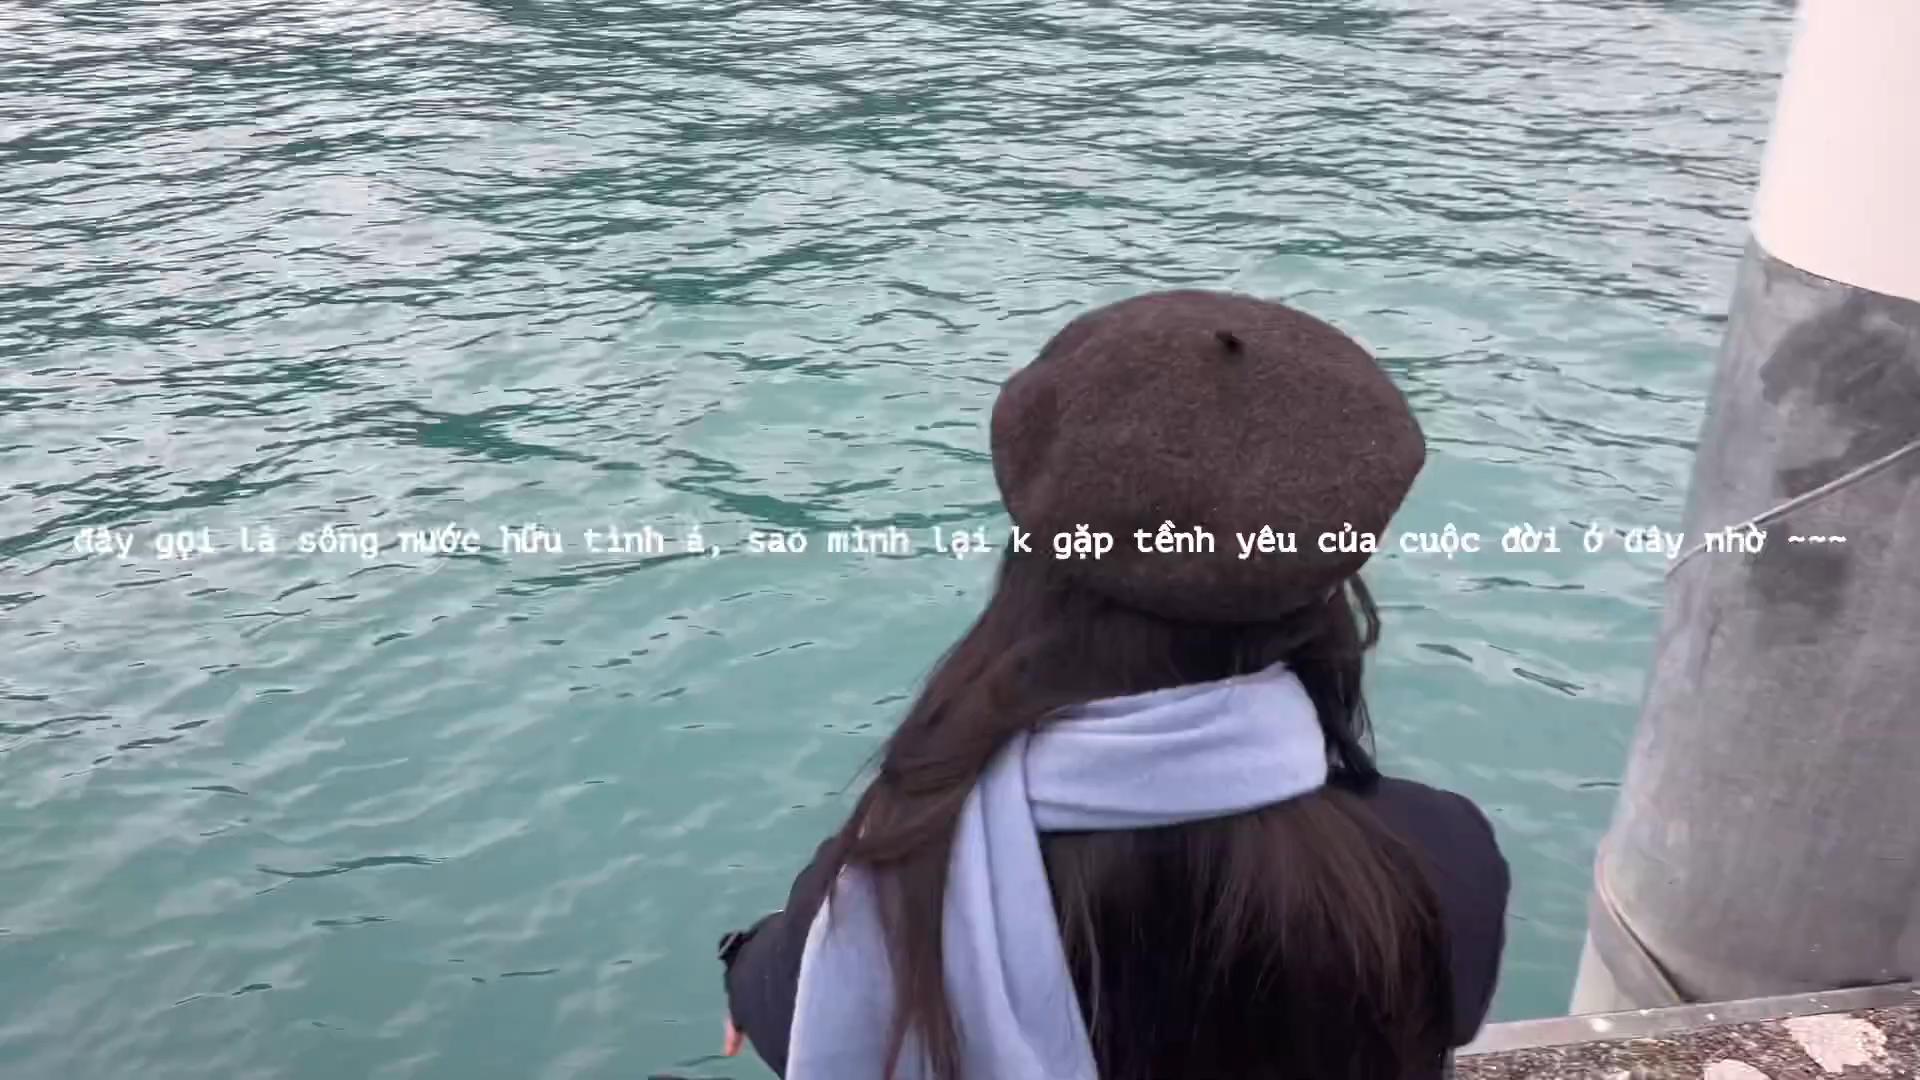 đây gọi là sông nước hữu tình á, sao mình lại k gặp tềnh yêu của cuộc đời ở đây nhờ ~~~